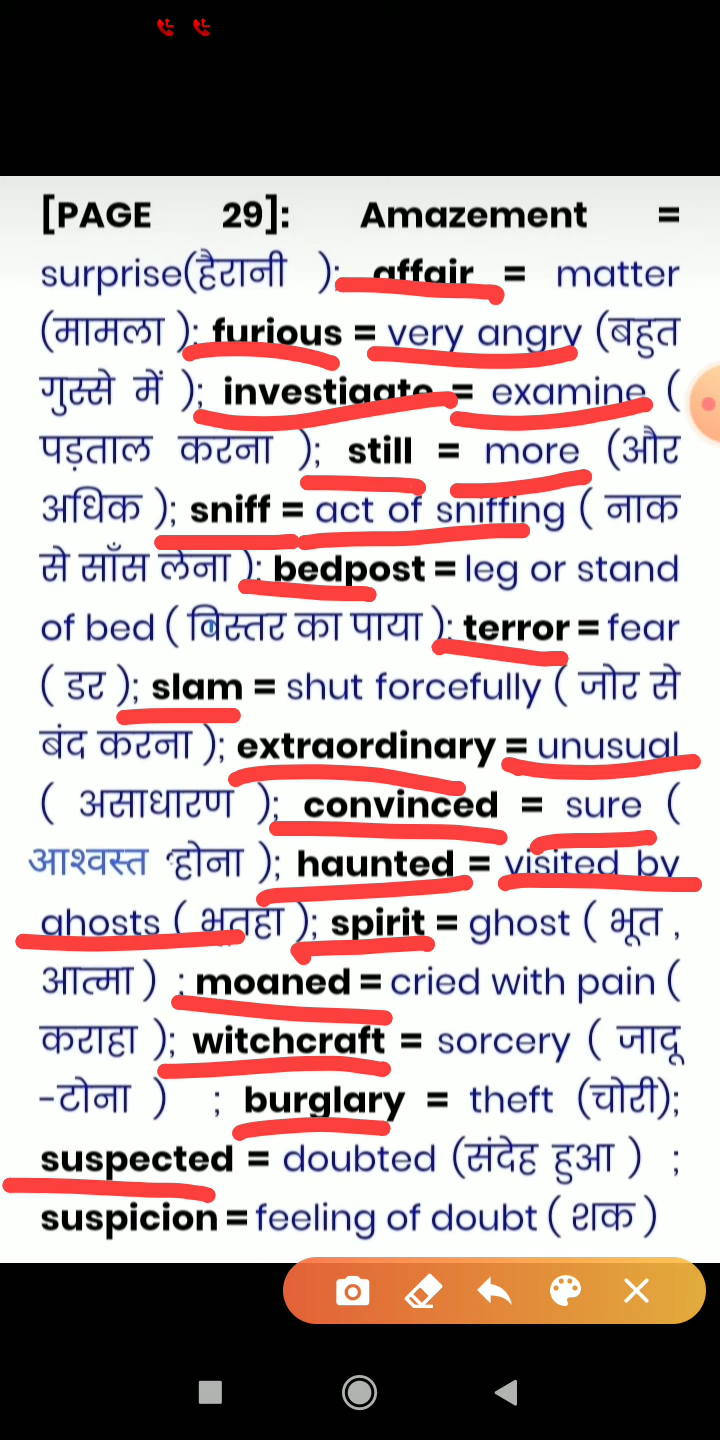 [PAGE 29]: Amazement =
surprise(हैरानी ); affair = matter
(मामला ); furious = very angry (बहुत
गुस्से में ); investigate = examine (
पड़ताल करना ); still = more (और
अधिक ); sniff = act of sniffing ( नाक
से साँस लेना ); bedpost = leg or stand
of bed ( बिस्तर का पाया ); terror = fear
( डर ); slam = shut forcefully ( जोर से
बंद करना ); extraordinary = unusual
( असाधारण ); convinced = sure (
आश्वस्त होना ); haunted = visited by
ghosts ( भूतहा ); spirit = ghost ( भूत ,
आत्मा ) ; moaned = cried with pain (
कराहा ); witchcraft = sorcery ( जादू
-टोना ) ; burglary = theft (चोरी);
suspected = doubted (संदेह हुआ ) ;
suspicion = feeling of doubt ( शक )